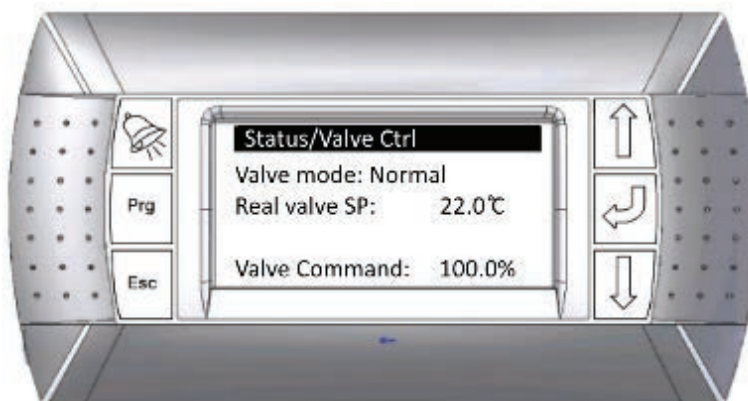 Status/Valve Ctrl
Valve mode: Normal
Real valve SP: 22.0℃
Valve Command: 100.0%
Prg
Esc